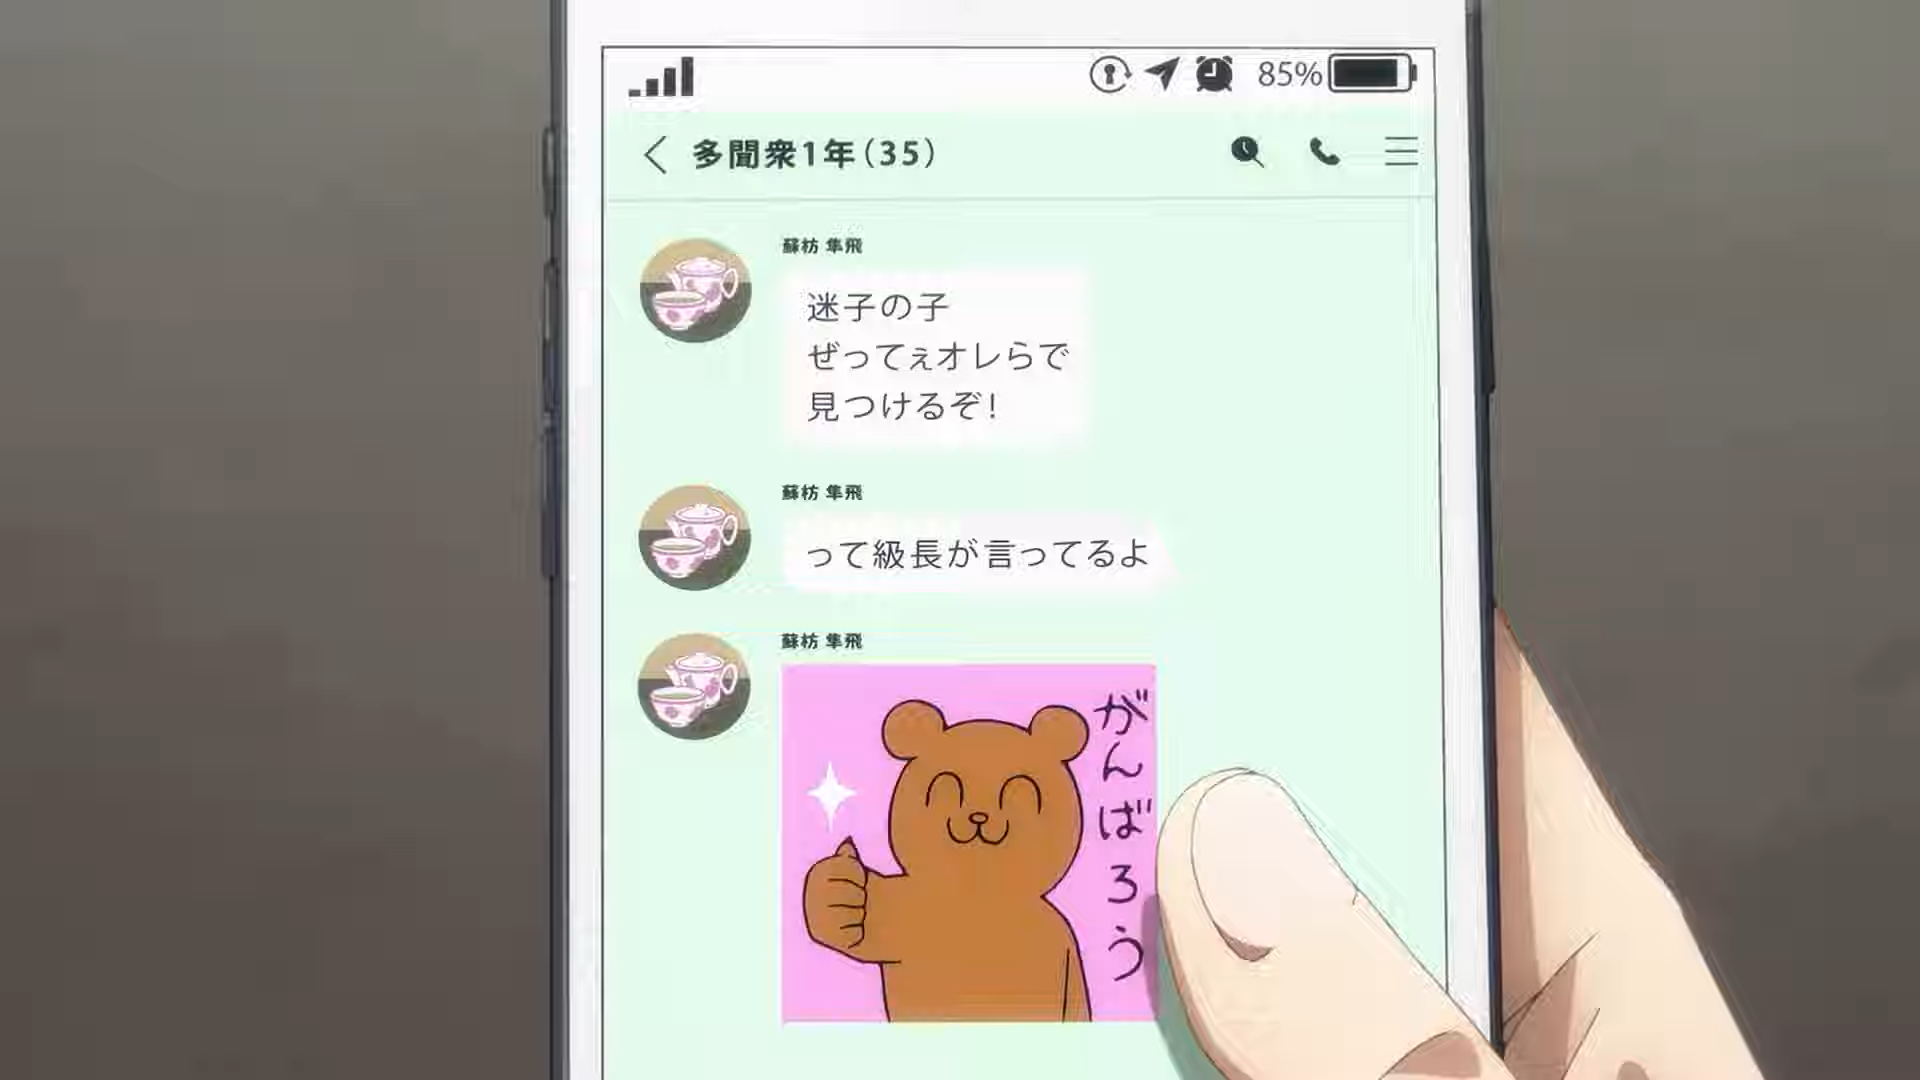 85%
多聞衆1年(35)
蘇枋 隼飛
迷子の子
ぜってぇオレらで
見つけるぞ!
蘇枋 隼飛
って級長が言ってるよ
蘇枋 隼飛
がんばろう